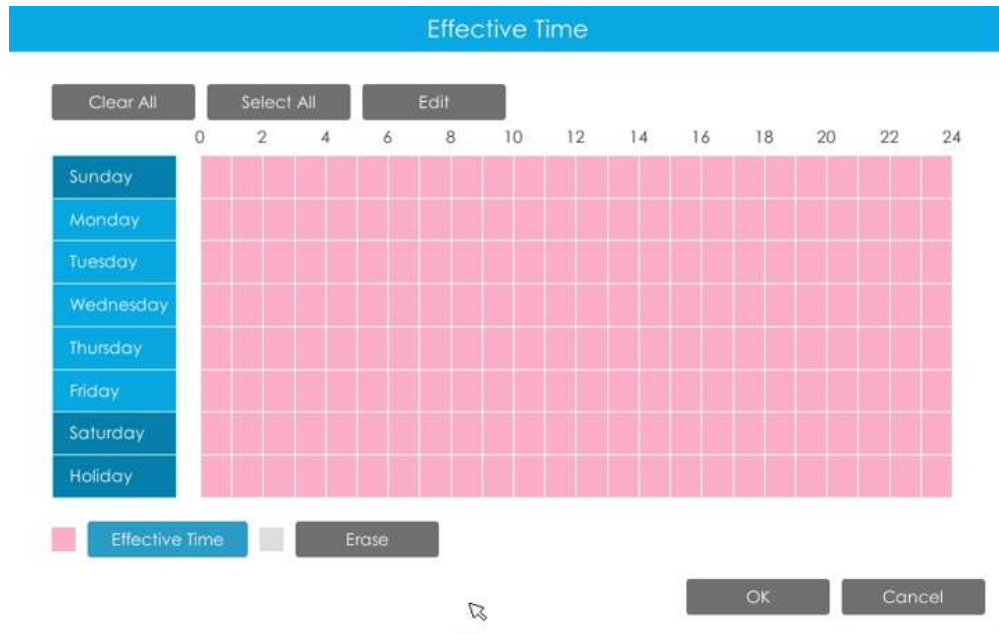 Effective Time
Clear All Select All Edit
0 2 4 6 8 10 12 14 16 18 20 22 24
Sunday
Monday
Tuesday
Wednesday
Thursday
Friday
Saturday
Holiday
Effective Time Erase
OK Cancel